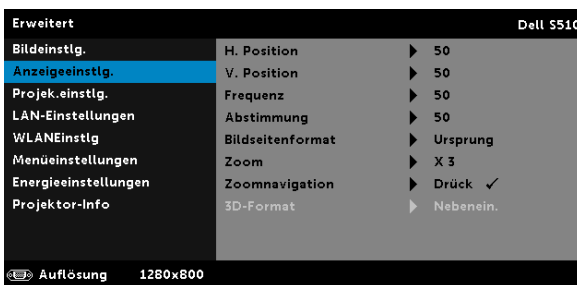 Erweitert Dell S510
Bildeinstlg. H. Position 50
Anzeigeeinstlg. V. Position 50
Projek.einstlg. Frequenz 50
LAN-Einstellungen Abstimmung 50
WLANEinstlg Bildseitenformat Ursprung
Menüeinstellungen Zoom X 3
Energieeinstellungen Zoomnavigation Drück ✓
Projektor-Info 3D-Format Nebenein.
Auflösung 1280x800